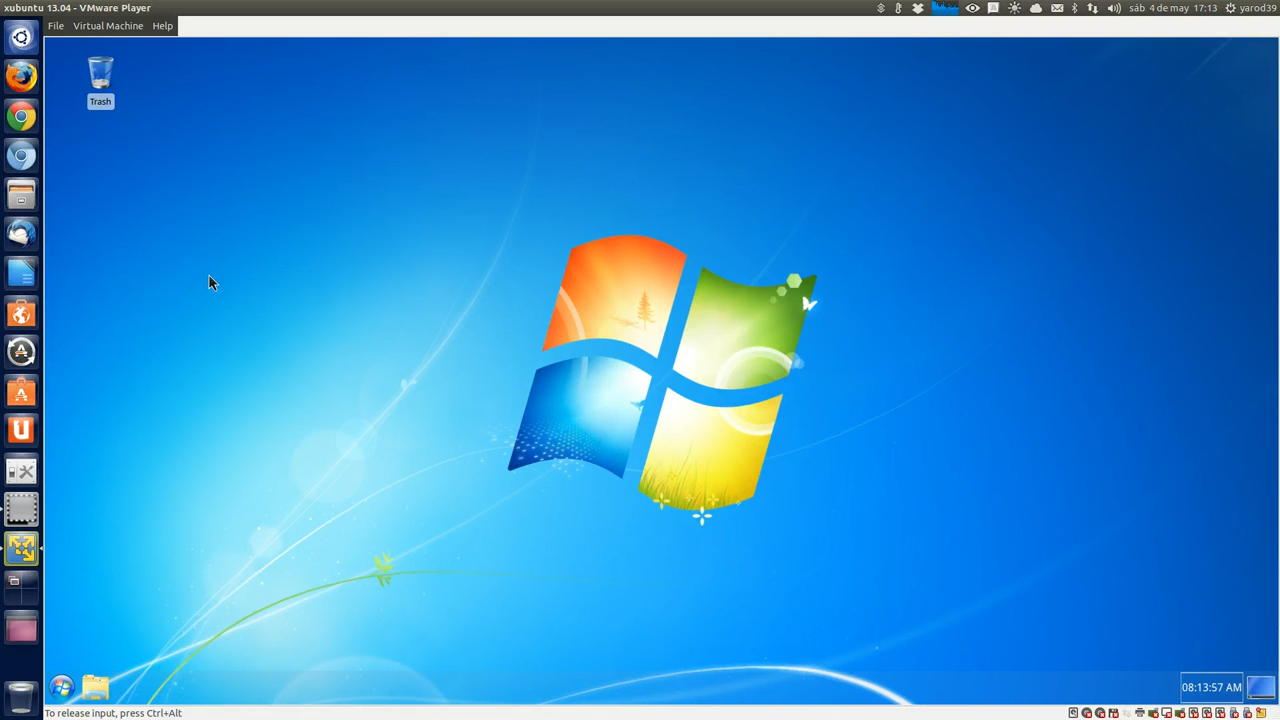 xubuntu 13.04 - VMware Player
sáb 4 de may 17:13
yarod39
File Virtual Machine Help
Trash
08:13:57 AM
To release input, press Ctrl+Alt